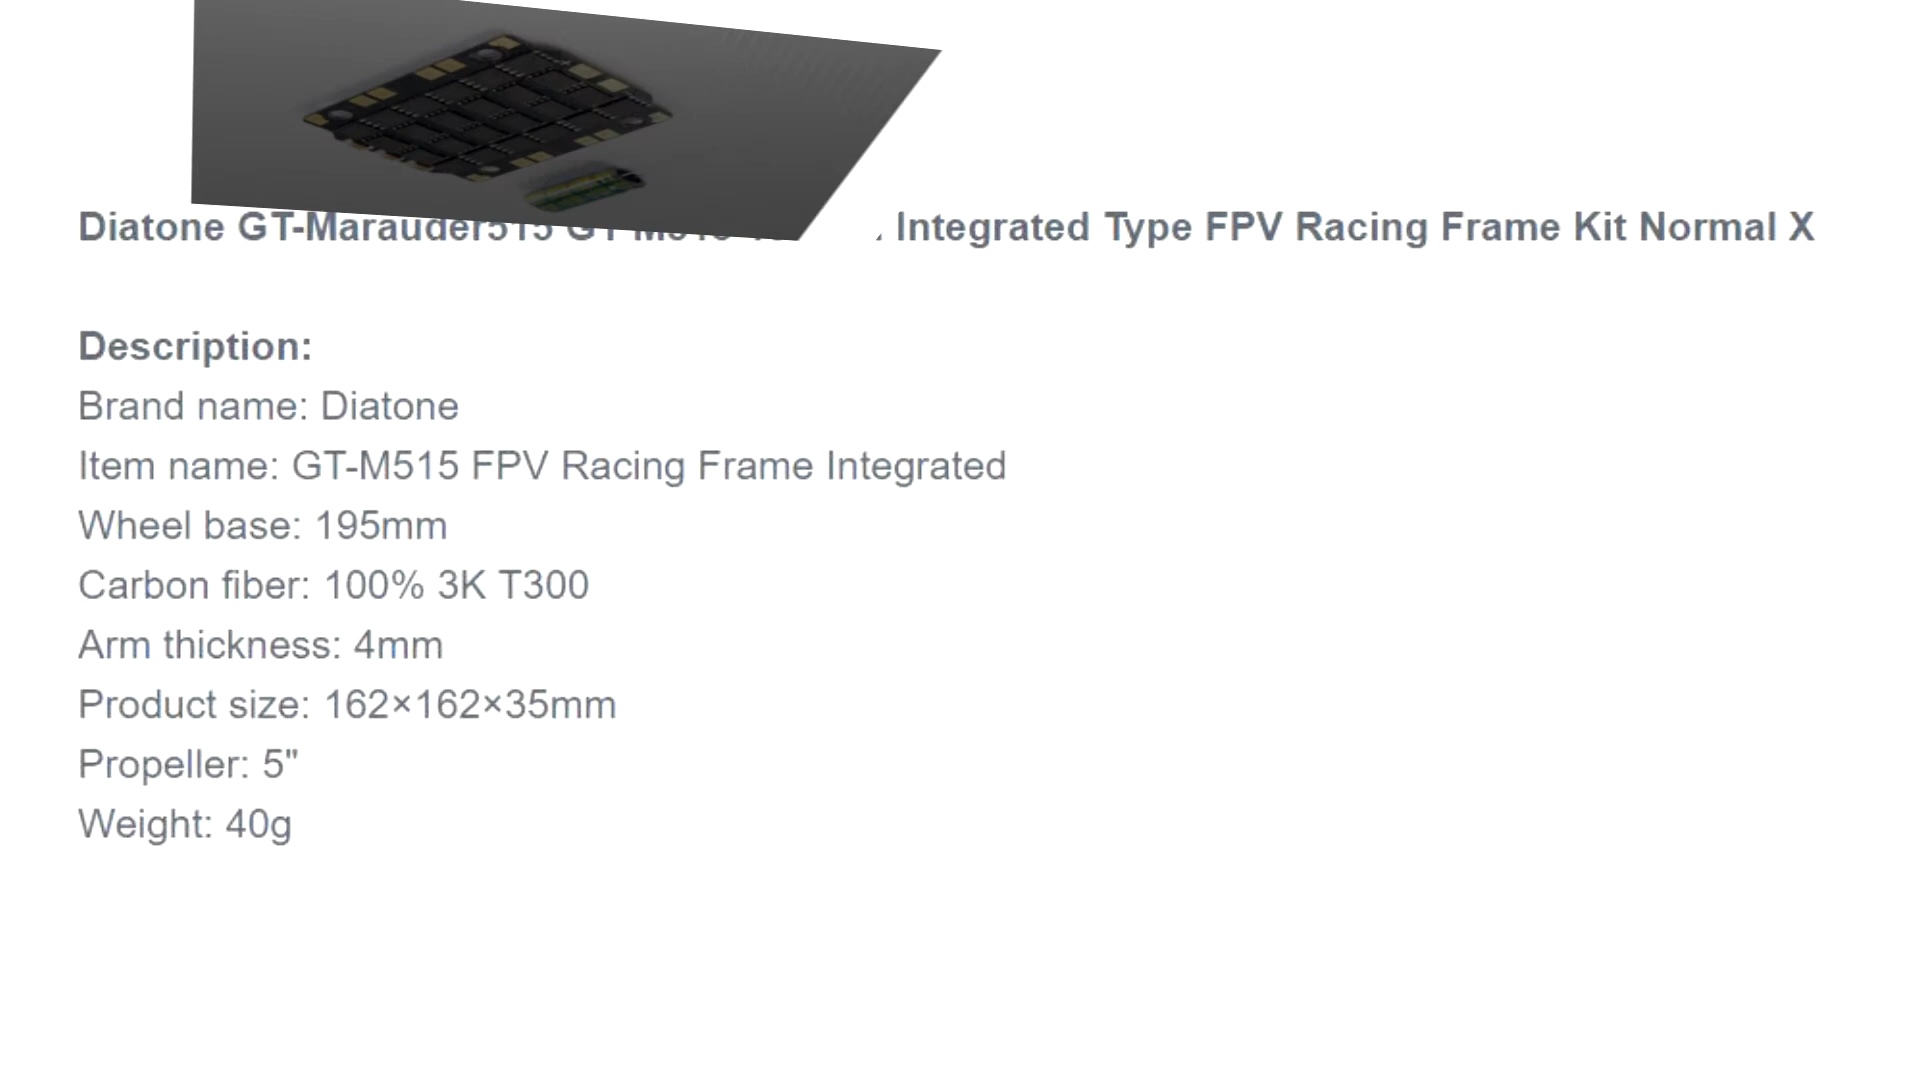 Diatone GT-Marauder515 Integrated Type FPV Racing Frame Kit Normal X
Description:
Brand name: Diatone
Item name: GT-M515 FPV Racing Frame Integrated
Wheel base: 195mm
Carbon fiber: 100% 3K T300
Arm thickness: 4mm
Product size: 162×162×35mm
Propeller: 5"
Weight: 40g